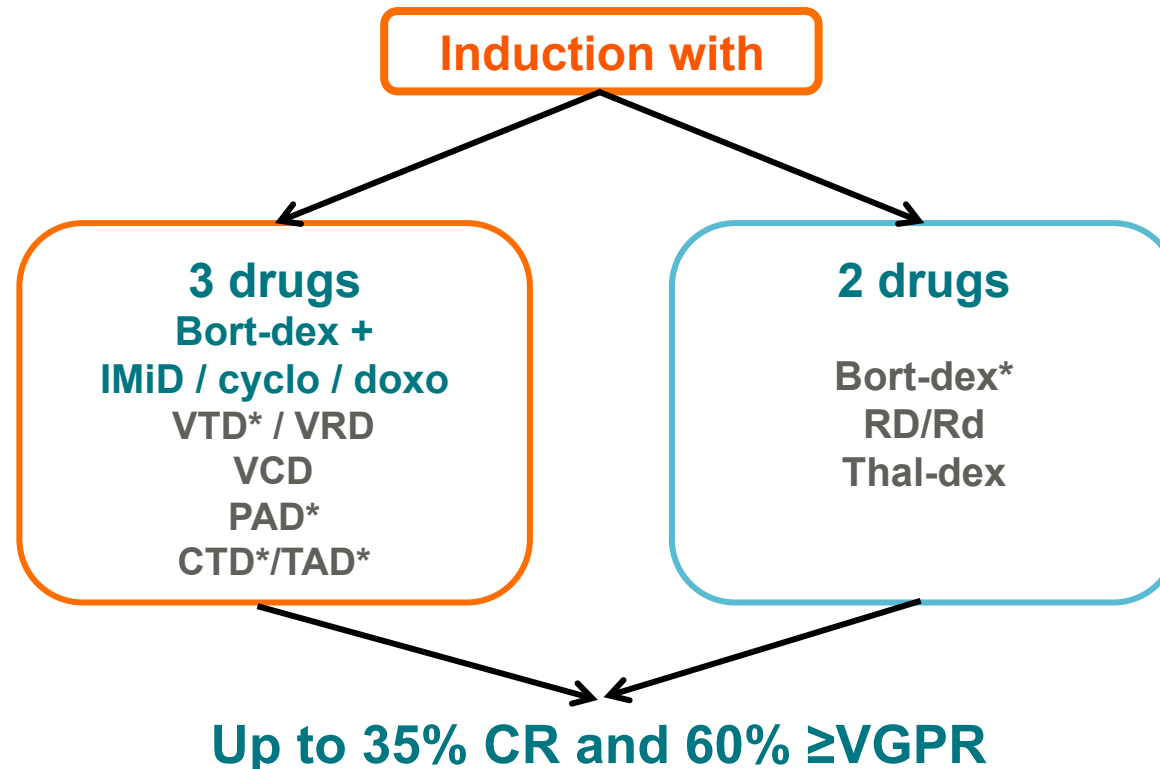 Induction with
3 drugs
Bort-dex +
IMiD / cyclo / doxo
VTD* / VRD
VCD
PAD*
CTD*/TAD*
2 drugs
Bort-dex*
RD/Rd
Thal-dex
Up to 35% CR and 60% ≥VGPR